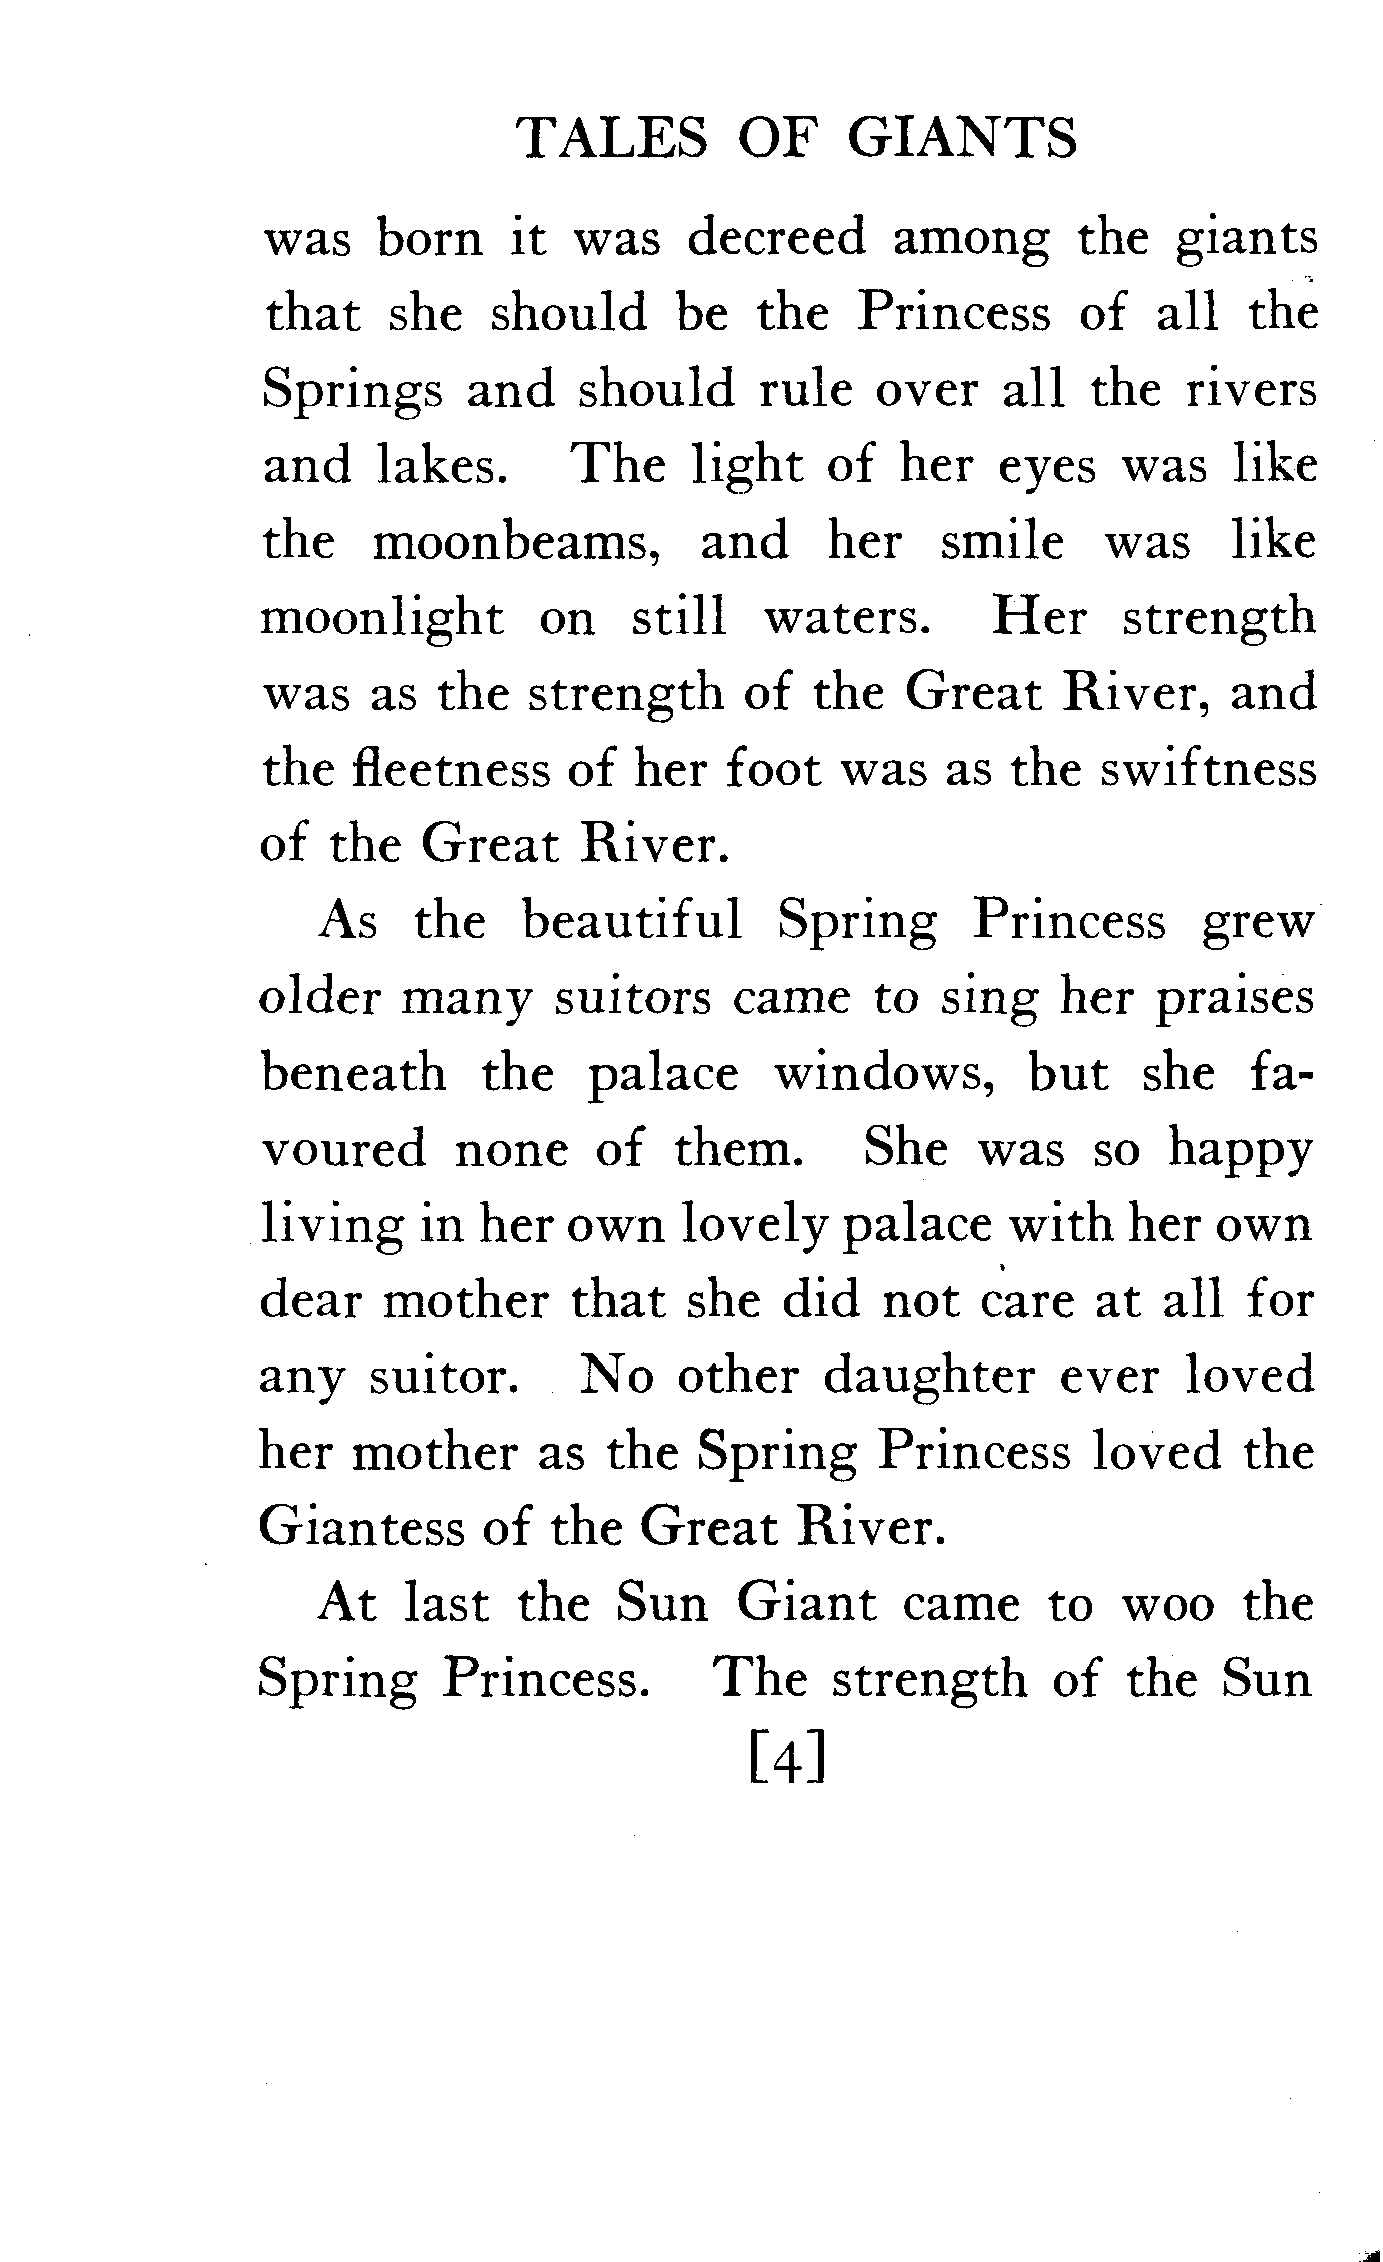 TALES OF GIANTS
was born it was decreed among the giants
that she should be the Princess of all the
Springs and should rule over all the rivers
and lakes. The light of her eyes was like
the moonbeams, and her smile was like
moonlight on still waters. Her strength
was as the strength of the Great River, and
the fleetness of her foot was as the swiftness
of the Great River.
As the beautiful Spring Princess grew
older many suitors came to sing her praises
beneath the palace windows, but she fa-
voured none of them. She was so happy
living in her own lovely palace with her own
dear mother that she did not care at all for
any suitor. No other daughter ever loved
her mother as the Spring Princess loved the
Giantess of the Great River.
At last the Sun Giant came to woo the
Spring Princess. The strength of the Sun
[4]